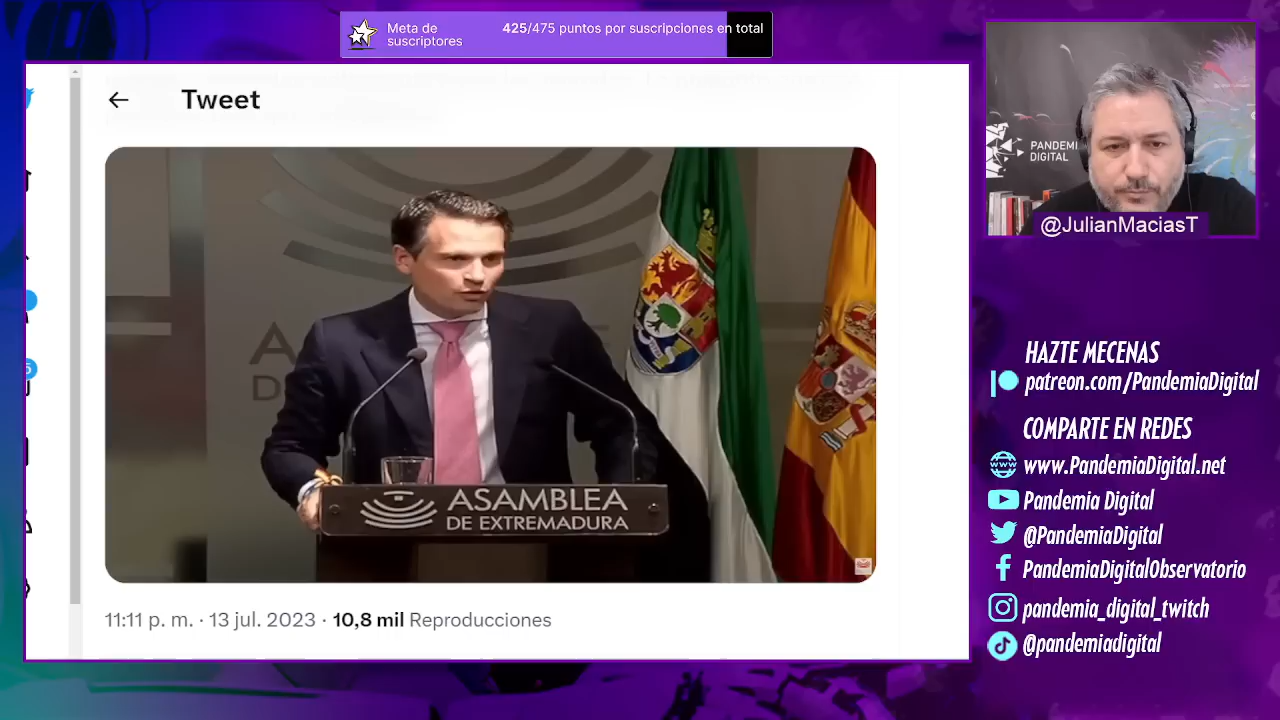 Meta de
suscriptores
425/475 puntos por suscripciones en total
Tweet
ASAMBLEA
DE EXTREMADURA
11:11 p. m. · 13 jul. 2023 · 10,8 mil Reproducciones
PANDEMI
DIGITAL
@JulianMaciasT
HAZTE MECENAS
patreon.com/PandemiaDigital
COMPARTE EN REDES
www.PandemiaDigital.net
Pandemia Digital
@PandemiaDigital
PandemiaDigitalObservatorio
pandemia_digital_twitch
@pandemiadigital